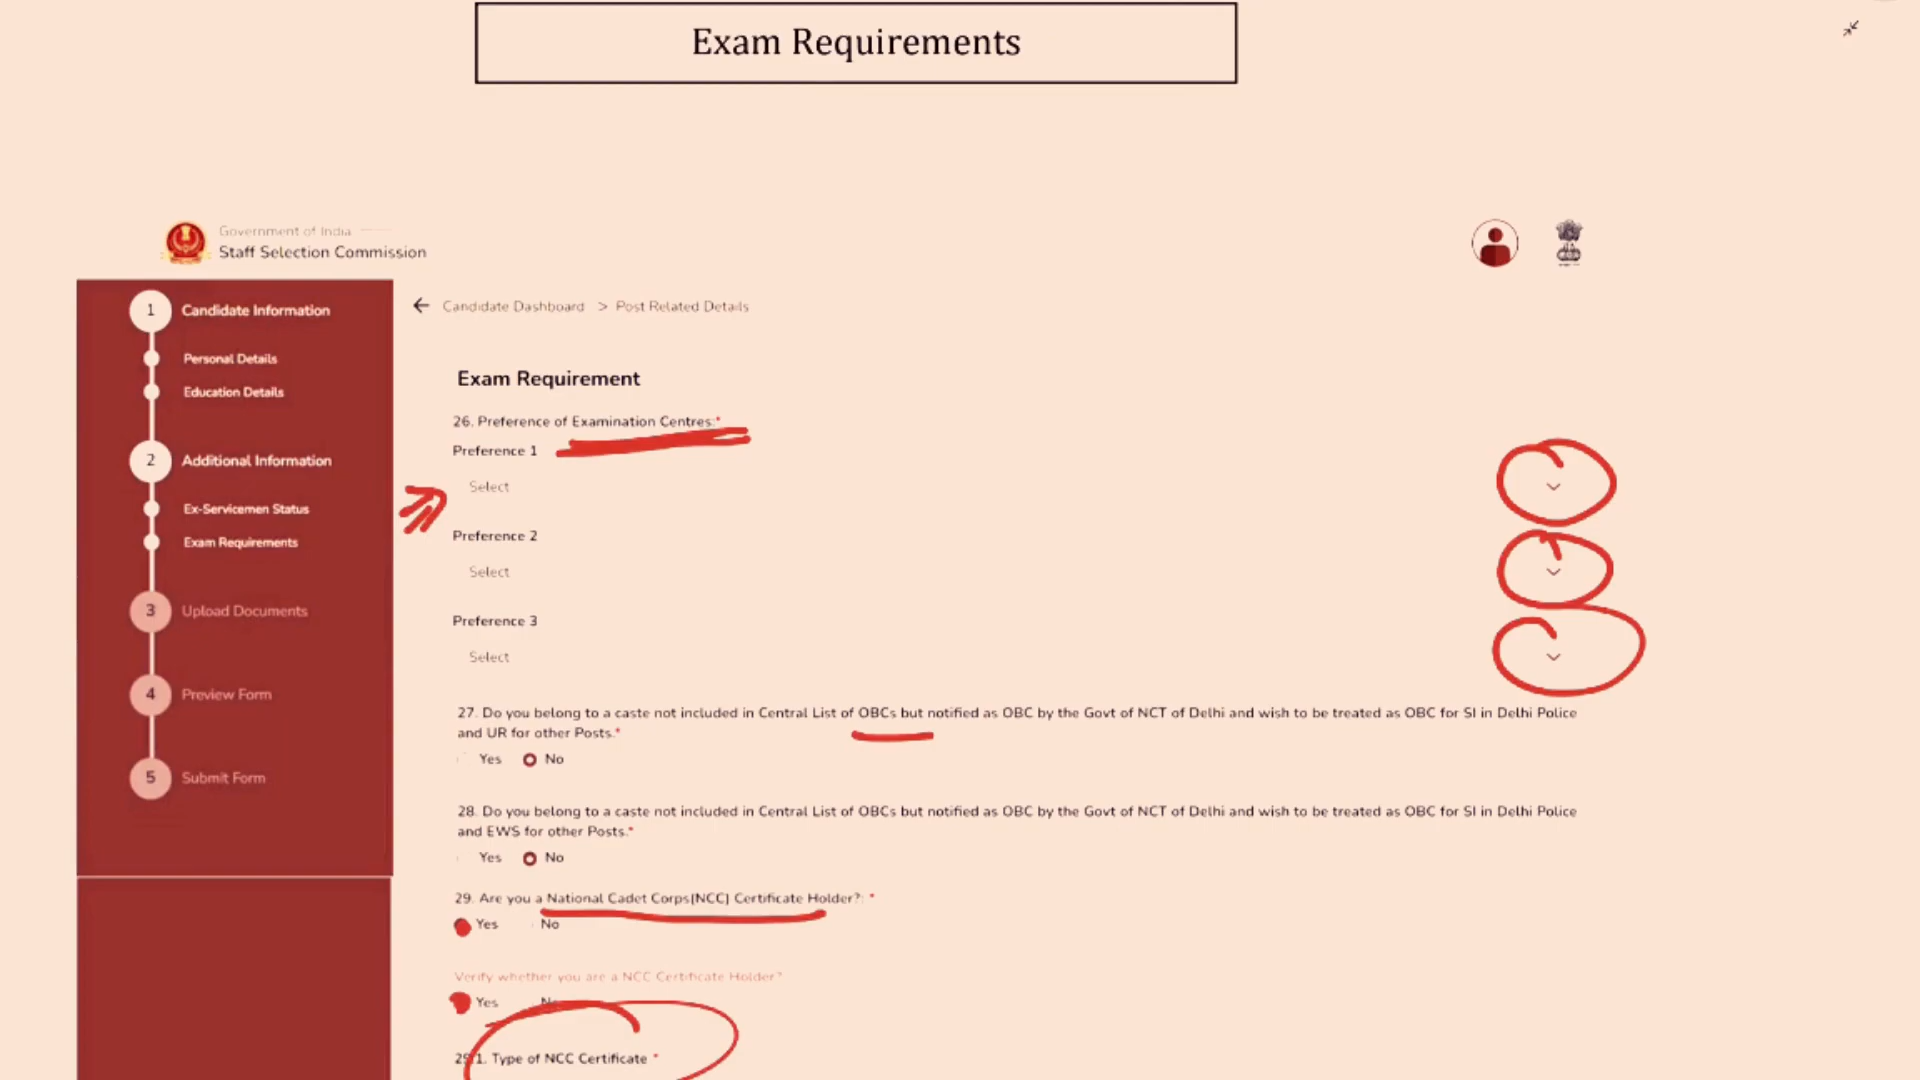 Exam Requirements
Government of India
Staff Selection Commission
1 Candidate Information
Personal Details
Education Details
2 Additional Information
Ex-Servicemen Status
Exam Requirements
3 Upload Documents
4 Preview Form
5 Submit Form
Candidate Dashboard > Post Related Details
Exam Requirement
26. Preference of Examination Centres:*
Preference 1
Select
Preference 2
Select
Preference 3
Select
27. Do you belong to a caste not included in Central List of OBCs but notified as OBC by the Govt of NCT of Delhi and wish to be treated as OBC for SI in Delhi Police
and UR for other Posts.*
Yes No
28. Do you belong to a caste not included in Central List of OBCs but notified as OBC by the Govt of NCT of Delhi and wish to be treated as OBC for SI in Delhi Police
and EWS for other Posts.*
Yes No
29. Are you a National Cadet Corps(NCC) Certificate Holder?: *
Yes No
Verify whether you are a NCC Certificate Holder?
Yes No
29.1. Type of NCC Certificate *